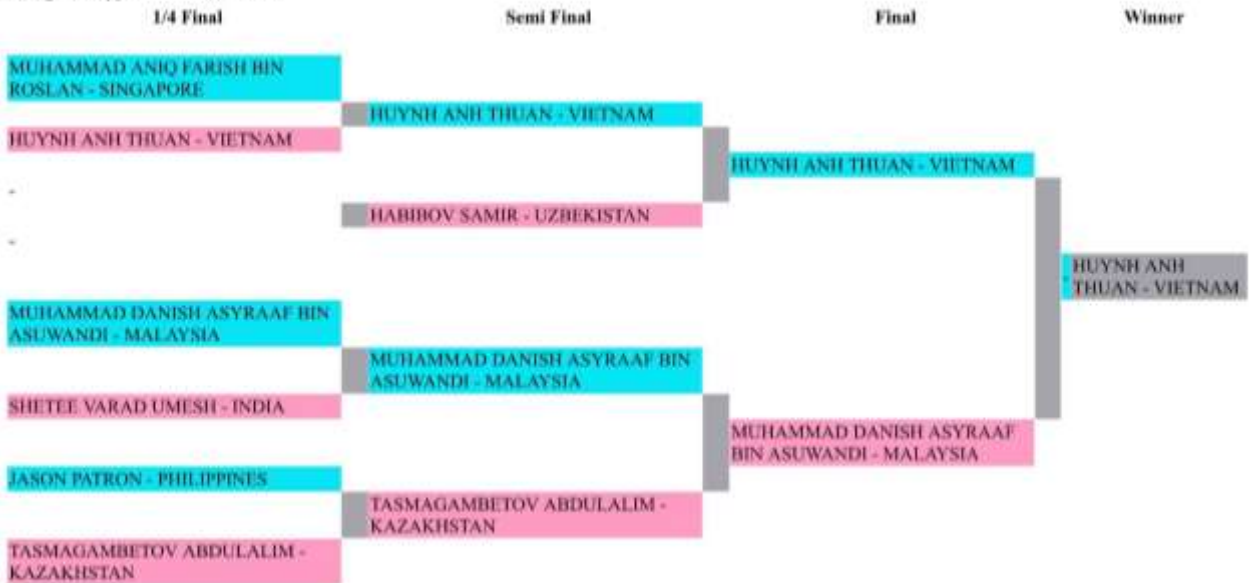 1/4 Final
Semi Final
Final
Winner
MUHAMMAD ANIQ FARISH BIN
ROSLAN - SINGAPORE
HUYNH ANH THUAN - VIETNAM
-
-
MUHAMMAD DANISH ASYRAAF BIN
ASUWANDI - MALAYSIA
SHETEE VARAD UMESH - INDIA
JASON PATRON - PHILIPPINES
TASMAGAMBETOV ABDULALIM -
KAZAKHSTAN
HUYNH ANH THUAN - VIETNAM
HABIBOV SAMIR - UZBEKISTAN
MUHAMMAD DANISH ASYRAAF BIN
ASUWANDI - MALAYSIA
TASMAGAMBETOV ABDULALIM -
KAZAKHSTAN
HUYNH ANH THUAN - VIETNAM
MUHAMMAD DANISH ASYRAAF
BIN ASUWANDI - MALAYSIA
HUYNH ANH
THUAN - VIETNAM